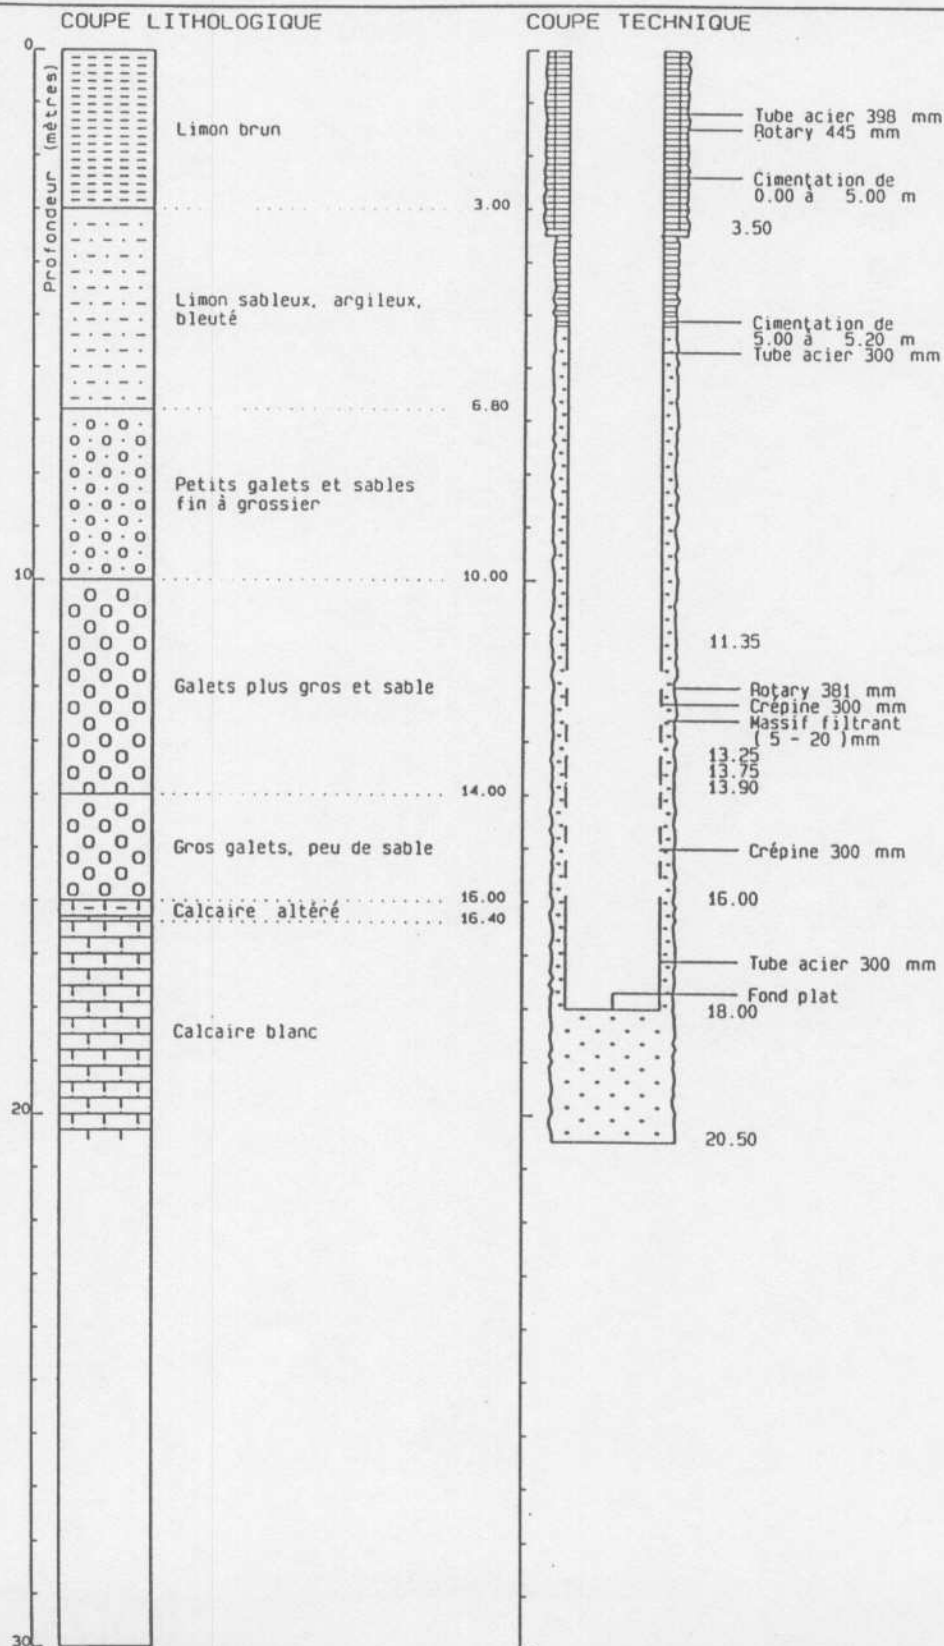 COUPE LITHOLOGIQUE
0
Profondeur (mètres)
10
20
30
Limon brun
3.00
Limon sableux, argileux,
bleuté
6.80
Petits galets et sables
fin à grossier
10.00
Galets plus gros et sable
14.00
Gros galets, peu de sable
16.00
Calcaire altéré
16.40
Calcaire blanc
COUPE TECHNIQUE
Tube acier 398 mm
Rotary 445 mm
Cimentation de
0.00 à 5.00 m
3.50
Cimentation de
5.00 à 5.20 m
Tube acier 300 mm
11.35
Rotary 381 mm
Crépine 300 mm
Massif filtrant
( 5 - 20 )mm
13.25
13.75
13.90
Crépine 300 mm
16.00
Tube acier 300 mm
Fond plat
18.00
20.50